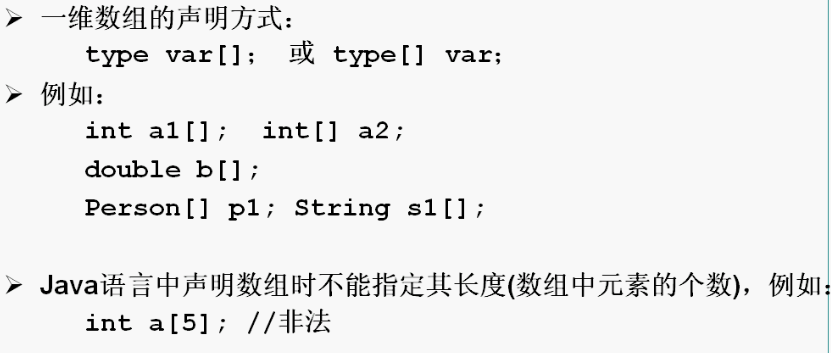 ➢ 一维数组的声明方式：
type var[]; 或 type[] var;
➢ 例如：
int a1[]; int[] a2;
double b[];
Person[] p1; String s1[];
➢ Java语言中声明数组时不能指定其长度(数组中元素的个数)，例如:
int a[5]; //非法